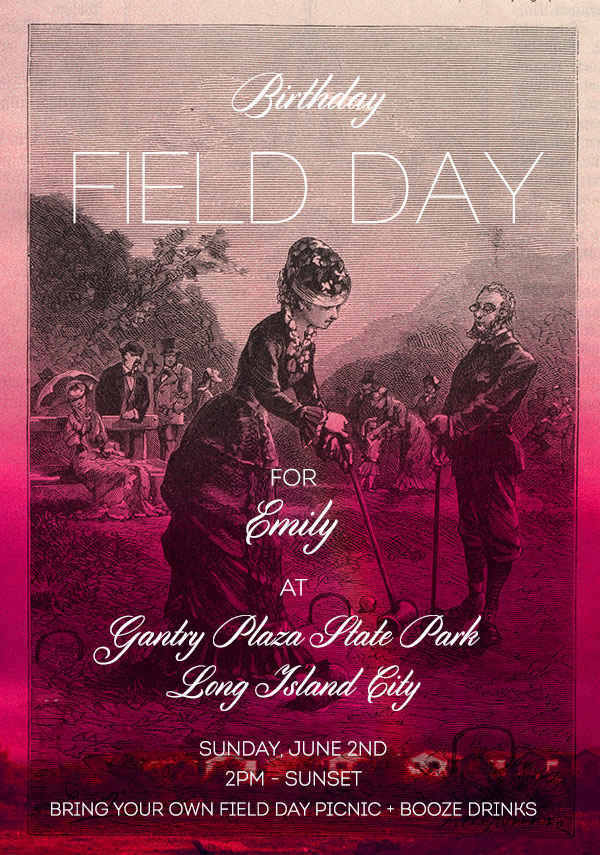 Birthday
FIELD DAY
FOR
Emily
AT
Gantry Plaza State Park
Long Island City
SUNDAY, JUNE 2ND
2PM - SUNSET
BRING YOUR OWN FIELD DAY PICNIC + BOOZE DRINKS